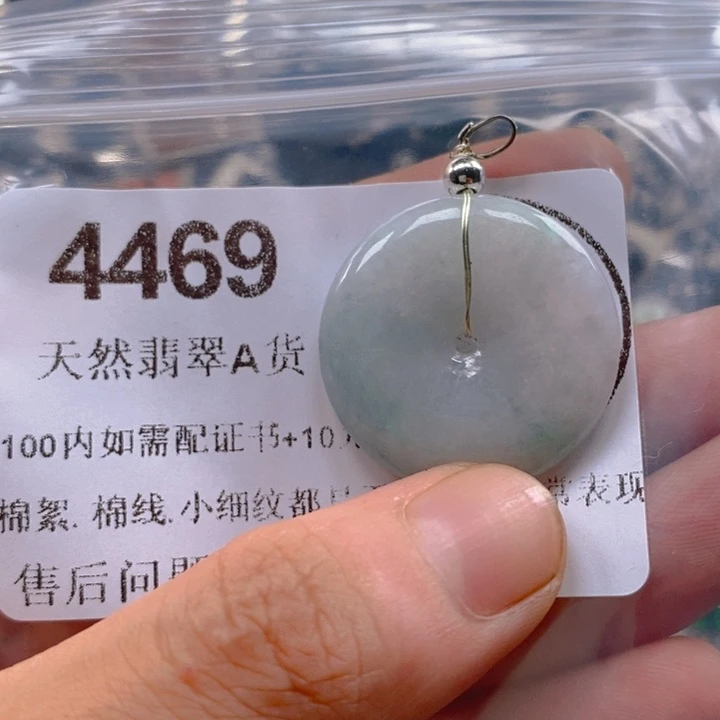 4469
天然翡翠A货
100内如需配证书+10
棉絮. 棉线. 小细纹都 常表现
售后问题